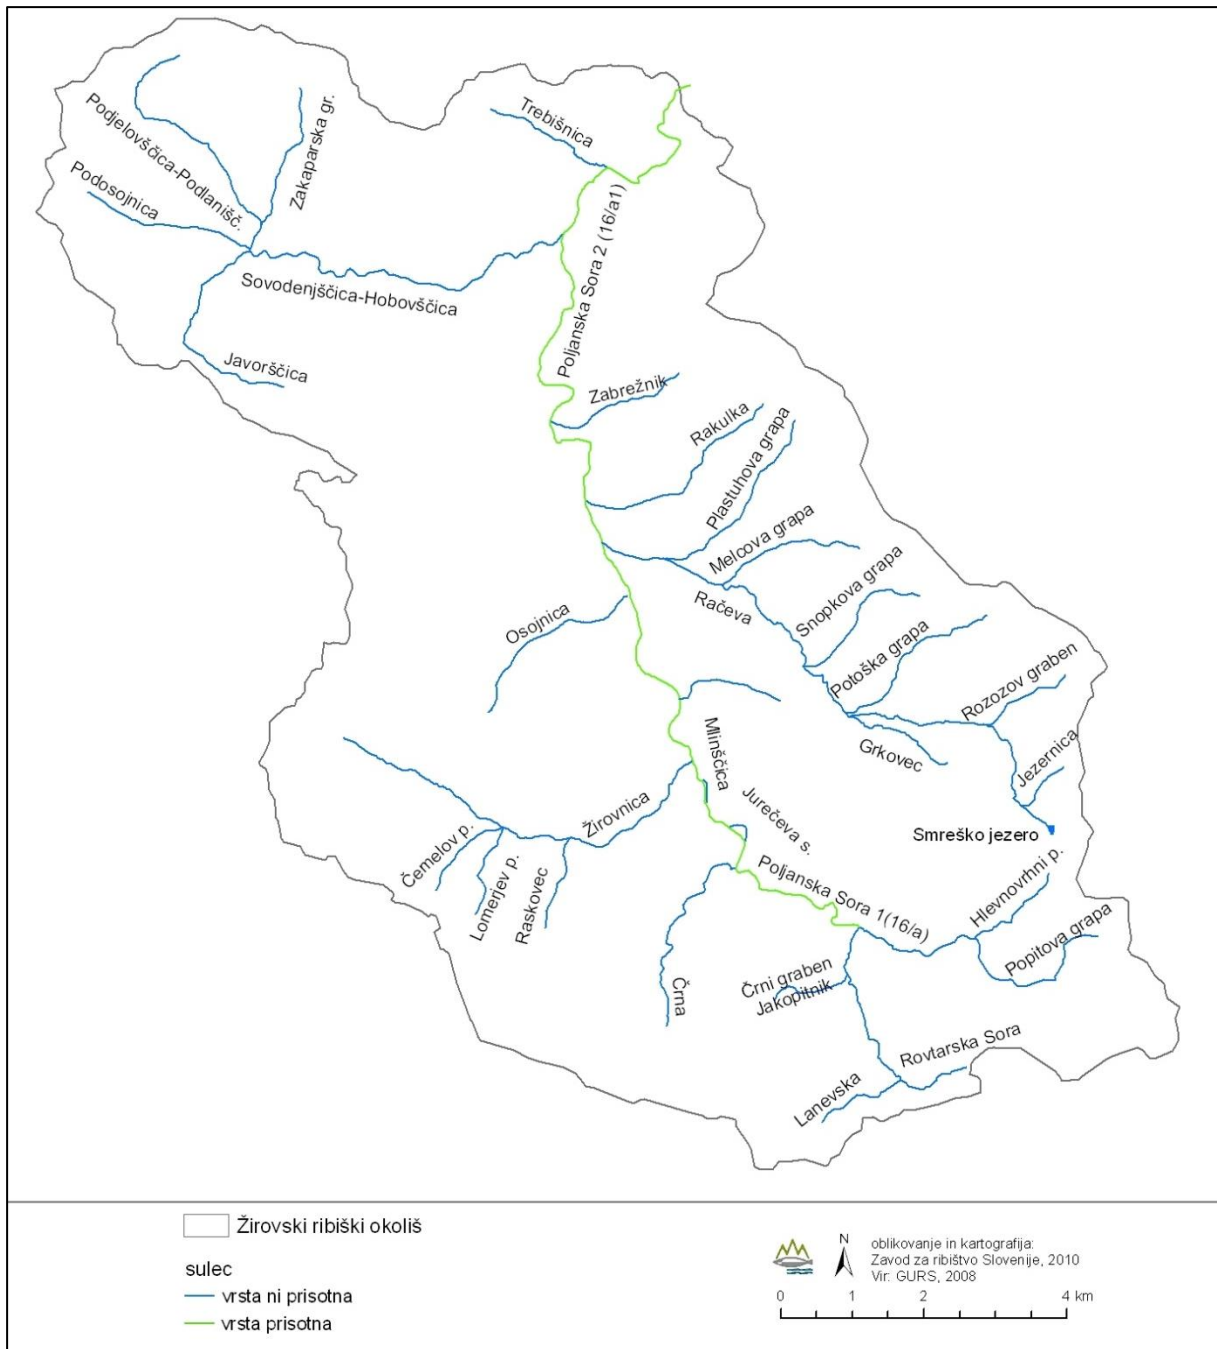 Trebišnica
Podjelovščica-Podlanišč.
Zakaparska gr.
Podosojnica
Poljanska Sora 2 (16/a1)
Sovodenjščica-Hobovščica
Javorščica
Zabrežnik
Rakulka
Plastuhova grapa
Melcova grapa
Snopkova grapa
Račeva
Osojnica
Potoška grapa
Rozozov graben
Grkovec
Mlinščica
Jezernica
Jurečeva s.
Žirovnica
Smreško jezero
Čemelov p.
Lomerjev p.
Raskovec
Poljanska Sora 1(16/a)
Hlevnovrhni p.
Popitova grapa
Črna
Črni graben
Jakopitnik
Rovtarska Sora
Lanevska
Žirovski ribiški okoliš
sulec
vrsta ni prisotna
vrsta prisotna
N
oblikovanje in kartografija:
Zavod za ribištvo Slovenije, 2010
Vir: GURS, 2008
0 1 2 4 km